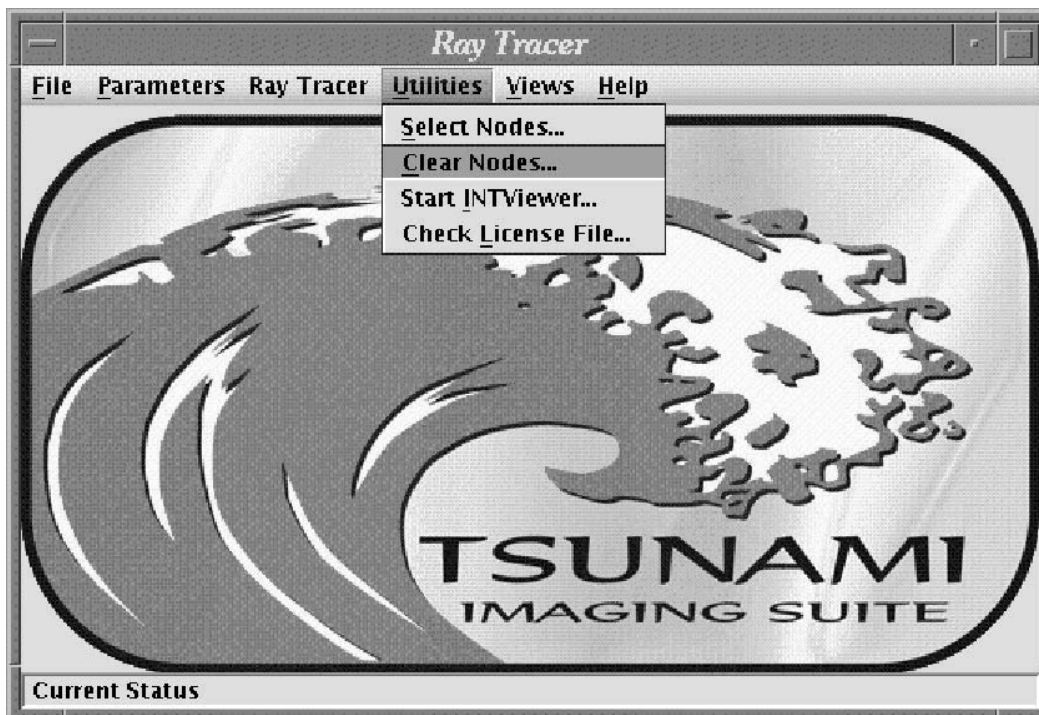 Ray Tracer
File Parameters Ray Tracer Utilities Views Help
Select Nodes...
Clear Nodes...
Start INTViewer...
Check License File...
TSUNAMI
IMAGING SUITE
Current Status